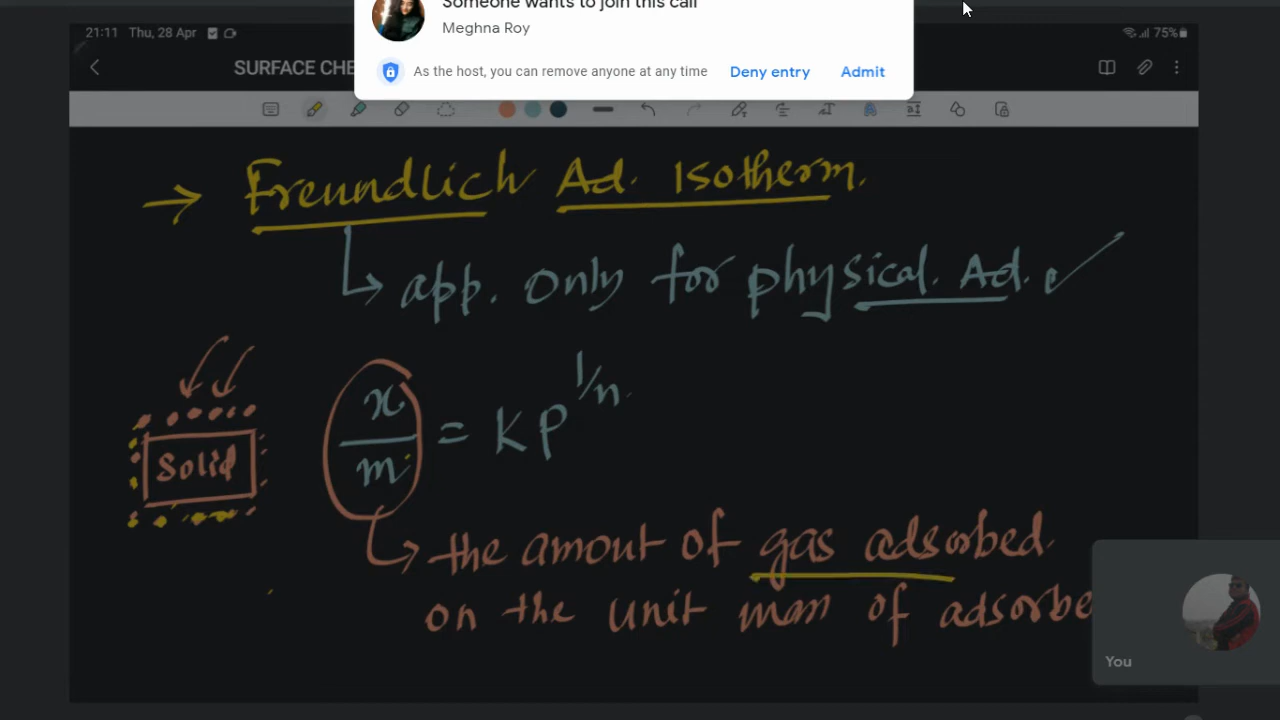 Someone wants to join this call
21:11 Thu, 28 Apr
75%
Meghna Roy
SURFACE CHE
As the host, you can remove anyone at any time Deny entry Admit
→ Freundlich Ad. Isotherm.
↳ app. only for physical. Ad. ✓
Solid
x/m = KP^1/n.
↳ the amount of gas adsorbed
on the unit mass of adsorbe
You